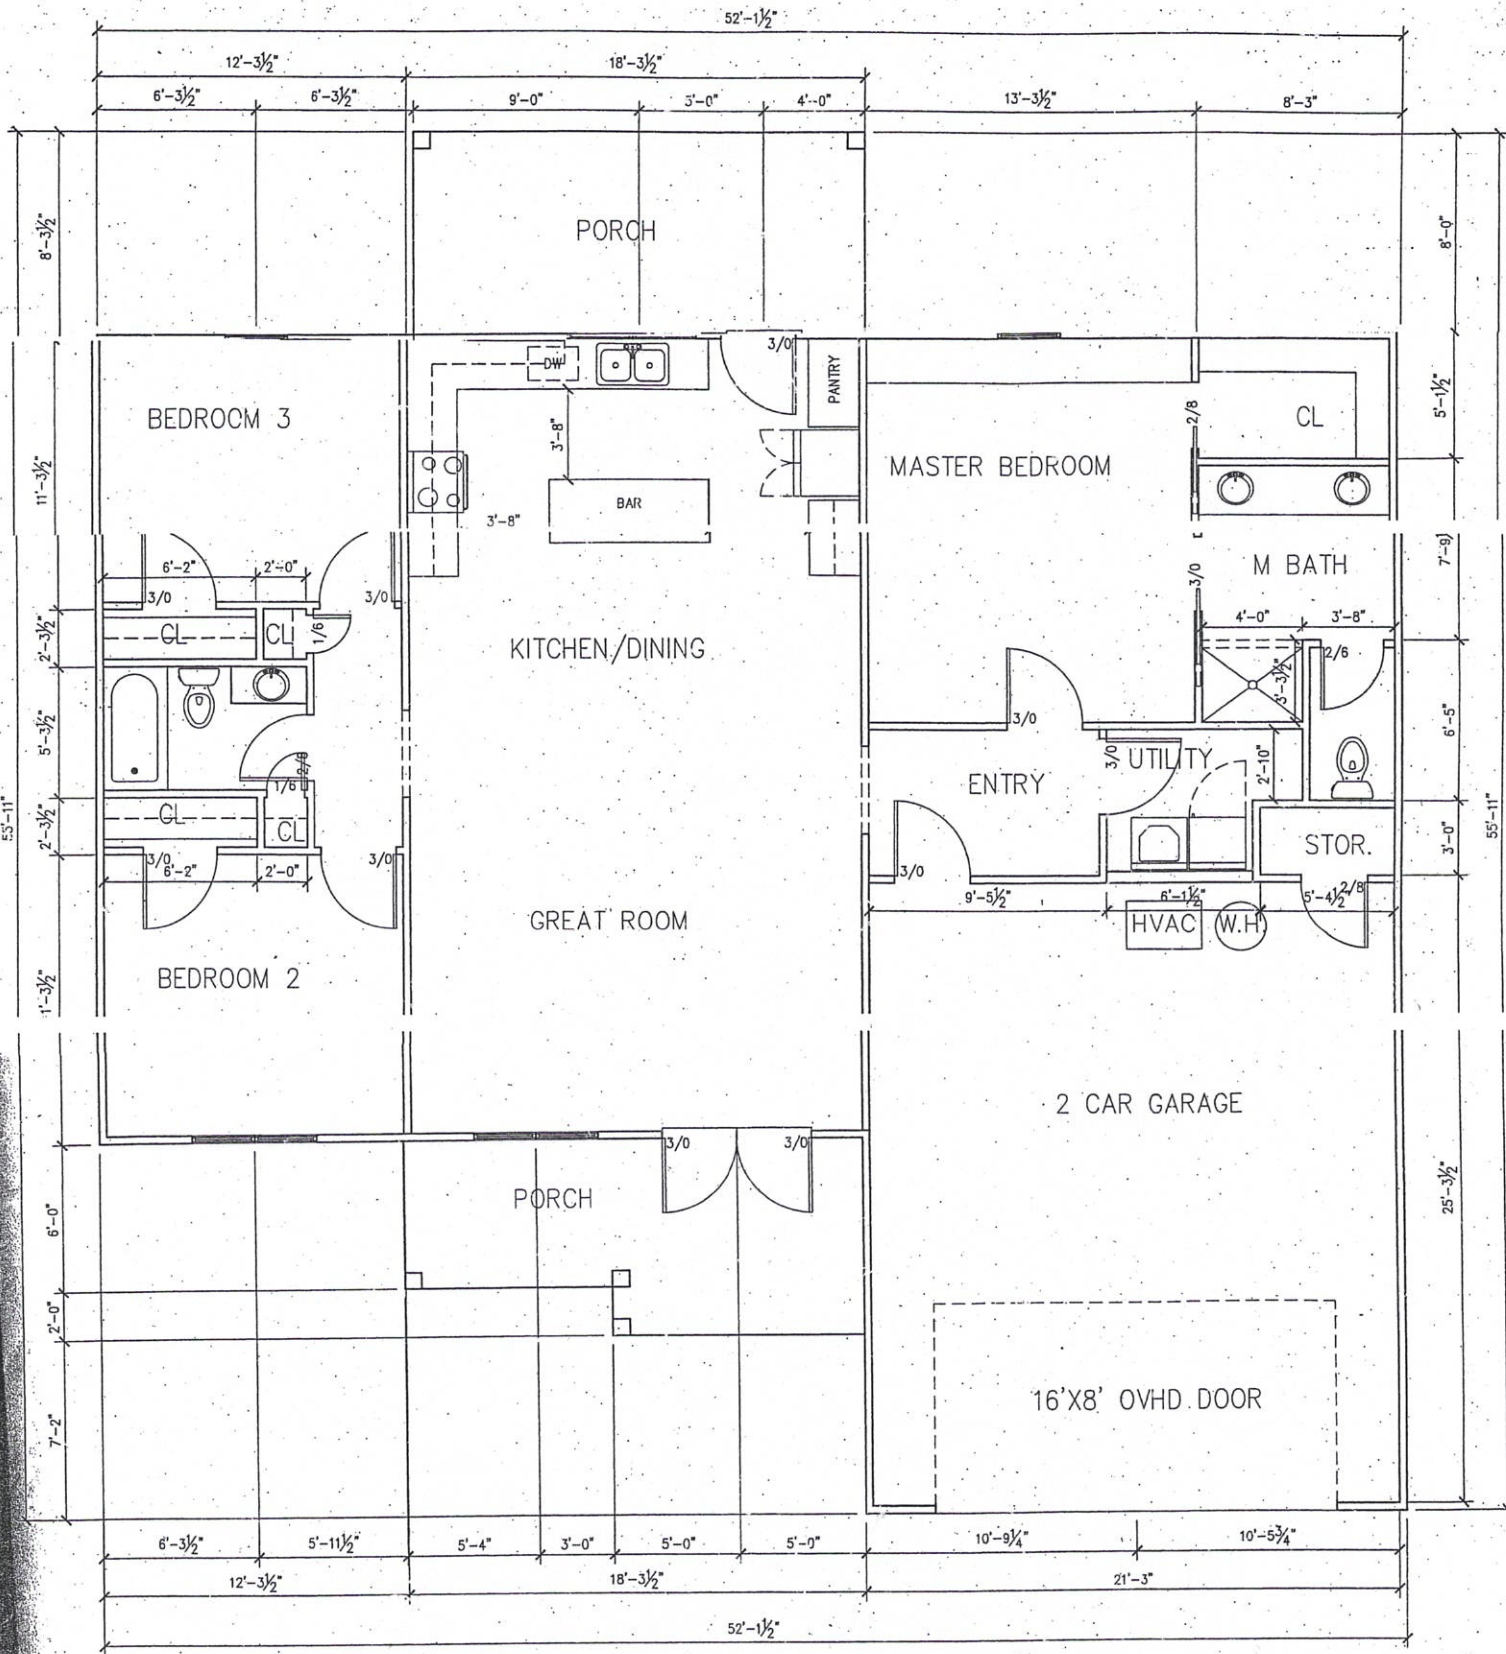 52'-1½"
12'-3½"
18'-3½"
6'-3½"
6'-3½"
9'-0"
4'-0"
13'-3½"
8'-3"
8'-3½"
PORCH
8'-0"
DW
3/0
PANTRY
BEDROOM 3
2/8
CL
5'-1½"
3'-8"
MASTER BEDROOM
11'-3½"
BAR
3'-8"
M BATH
6'-2"
2'-0"
3/0
3/0
3/0
4'-0"
3'-8"
CL
CL
1/6
2'-3½"
KITCHEN/DINING
2/6
3'-3½"
5'-3½"
3/0
6'-5"
2/6
3/0
UTILITY
1/6
ENTRY
2'-10"
CL
CL
2'-3½"
55'-11"
55'-11"
STOR.
3'-0"
3/0
6'-2"
2'-0"
3/0
3/0
9'-5½"
6'-1½"
5'-4½"
2/8
GREAT ROOM
HVAC
W.H.
BEDROOM 2
1'-3½"
2 CAR GARAGE
3/0
3/0
PORCH
25'-3½"
6'-0"
2'-0"
16'X8' OVHD.DOOR
7'-2"
6'-3½"
5'-11½"
5'-4"
3'-0"
5'-0"
5'-0"
10'-9¼"
10'-5¾"
12'-3½"
18'-3½"
21'-3"
52'-1½"